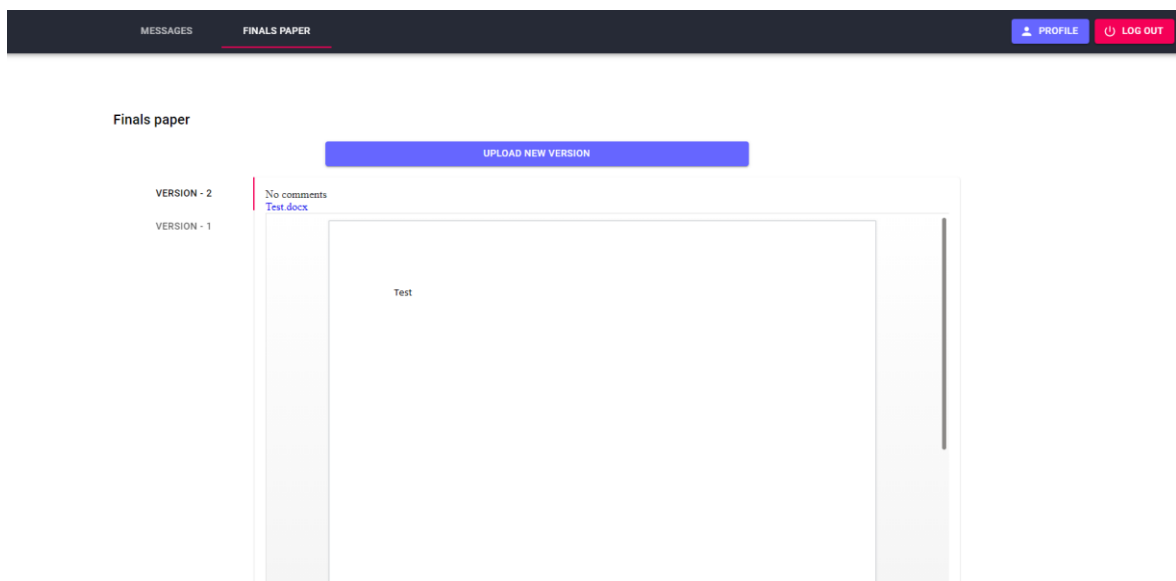 MESSAGES FINALS PAPER PROFILE LOG OUT
Finals paper
UPLOAD NEW VERSION
VERSION - 2
No comments
Test.docx
VERSION - 1
Test